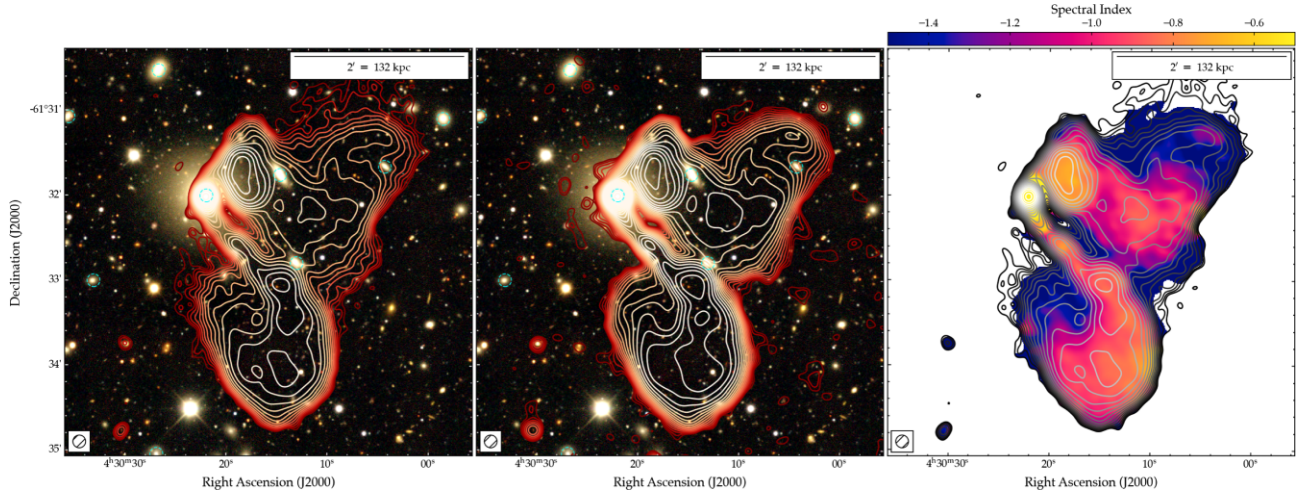 Spectral Index
−1.4 −1.2 −1.0 −0.8 −0.6
2′ = 132 kpc
2′ = 132 kpc
2′ = 132 kpc
Declination (J2000)
-61°31′
32′
33′
34′
35′
4ʰ30ᵐ30ˢ 20ˢ 10ˢ 00ˢ
4ʰ30ᵐ30ˢ 20ˢ 10ˢ 00ˢ
4ʰ30ᵐ30ˢ 20ˢ 10ˢ 00ˢ
Right Ascension (J2000)
Right Ascension (J2000)
Right Ascension (J2000)